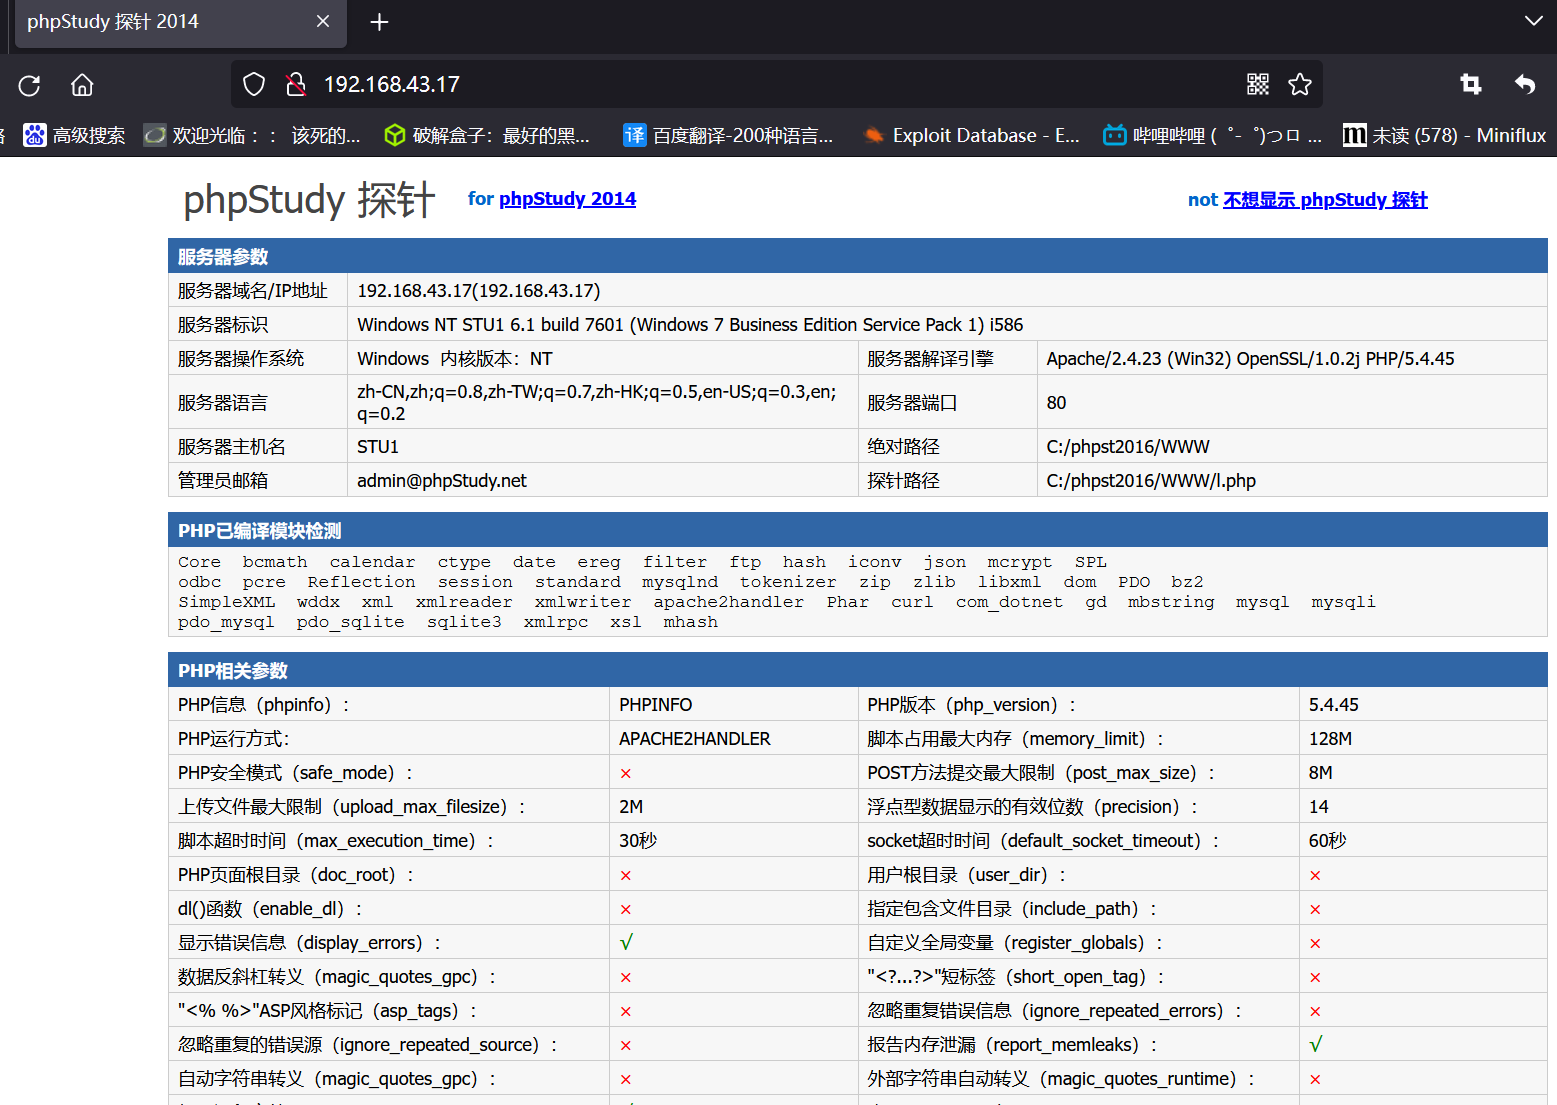 phpStudy 探针 2014
192.168.43.17
高级搜索 欢迎光临：： 该死的... 破解盒子：最好的黑... 译 百度翻译-200种语言... Exploit Database - E... 哔哩哔哩 (゜-゜)つロ ... m 未读 (578) - Miniflux
phpStudy 探针 for phpStudy 2014 not 不想显示 phpStudy 探针
服务器参数
服务器域名/IP地址 192.168.43.17(192.168.43.17)
服务器标识 Windows NT STU1 6.1 build 7601 (Windows 7 Business Edition Service Pack 1) i586
服务器操作系统 Windows 内核版本：NT 服务器解译引擎 Apache/2.4.23 (Win32) OpenSSL/1.0.2j PHP/5.4.45
服务器语言 zh-CN,zh;q=0.8,zh-TW;q=0.7,zh-HK;q=0.5,en-US;q=0.3,en;
q=0.2 服务器端口 80
服务器主机名 STU1 绝对路径 C:/phpst2016/WWW
管理员邮箱 admin@phpStudy.net 探针路径 C:/phpst2016/WWW/l.php
PHP已编译模块检测
Core bcmath calendar ctype date ereg filter ftp hash iconv json mcrypt SPL
odbc pcre Reflection session standard mysqlnd tokenizer zip zlib libxml dom PDO bz2
SimpleXML wddx xml xmlreader xmlwriter apache2handler Phar curl com_dotnet gd mbstring mysql mysqli
pdo_mysql pdo_sqlite sqlite3 xmlrpc xsl mhash
PHP相关参数
PHP信息（phpinfo）： PHPINFO PHP版本（php_version）： 5.4.45
PHP运行方式： APACHE2HANDLER 脚本占用最大内存（memory_limit）： 128M
PHP安全模式（safe_mode）： × POST方法提交最大限制（post_max_size）： 8M
上传文件最大限制（upload_max_filesize）： 2M 浮点型数据显示的有效位数（precision）： 14
脚本超时时间（max_execution_time）： 30秒 socket超时时间（default_socket_timeout）： 60秒
PHP页面根目录（doc_root）： × 用户根目录（user_dir）： ×
dl()函数（enable_dl）： × 指定包含文件目录（include_path）： ×
显示错误信息（display_errors）： √ 自定义全局变量（register_globals）： ×
数据反斜杠转义（magic_quotes_gpc）： × "<?...?>"短标签（short_open_tag）： ×
"<% %>"ASP风格标记（asp_tags）： × 忽略重复错误信息（ignore_repeated_errors）： ×
忽略重复的错误源（ignore_repeated_source）： × 报告内存泄漏（report_memleaks）： √
自动字符串转义（magic_quotes_gpc）： × 外部字符串自动转义（magic_quotes_runtime）： ×